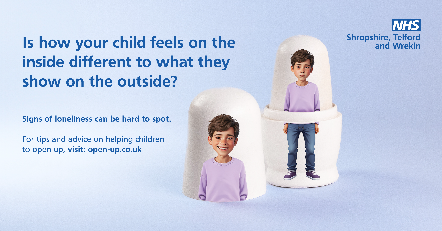 NHS
Shropshire, Telford
and Wrekin
Is how your child feels on the
inside different to what they
show on the outside?
Signs of loneliness can be hard to spot.
For tips and advice on helping children
to open up, visit: open-up.co.uk